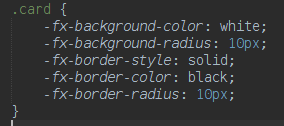 .card {
    -fx-background-color: white;
    -fx-background-radius: 10px;
    -fx-border-style: solid;
    -fx-border-color: black;
    -fx-border-radius: 10px;
}